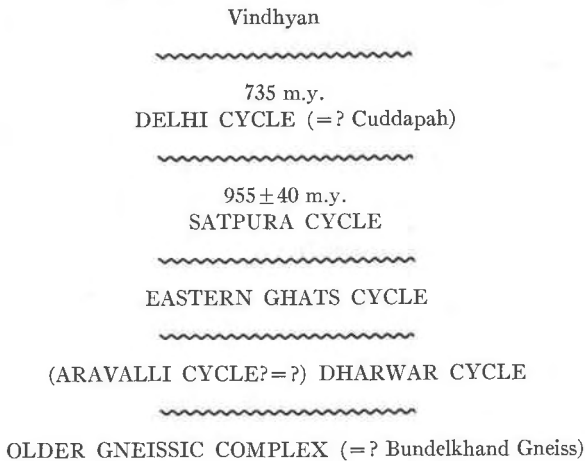 Vindhyan
735 m.y.
DELHI CYCLE (=? Cuddapah)
955±40 m.y.
SATPURA CYCLE
EASTERN GHATS CYCLE
(ARAVALLI CYCLE?=?) DHARWAR CYCLE
OLDER GNEISSIC COMPLEX (=? Bundelkhand Gneiss)